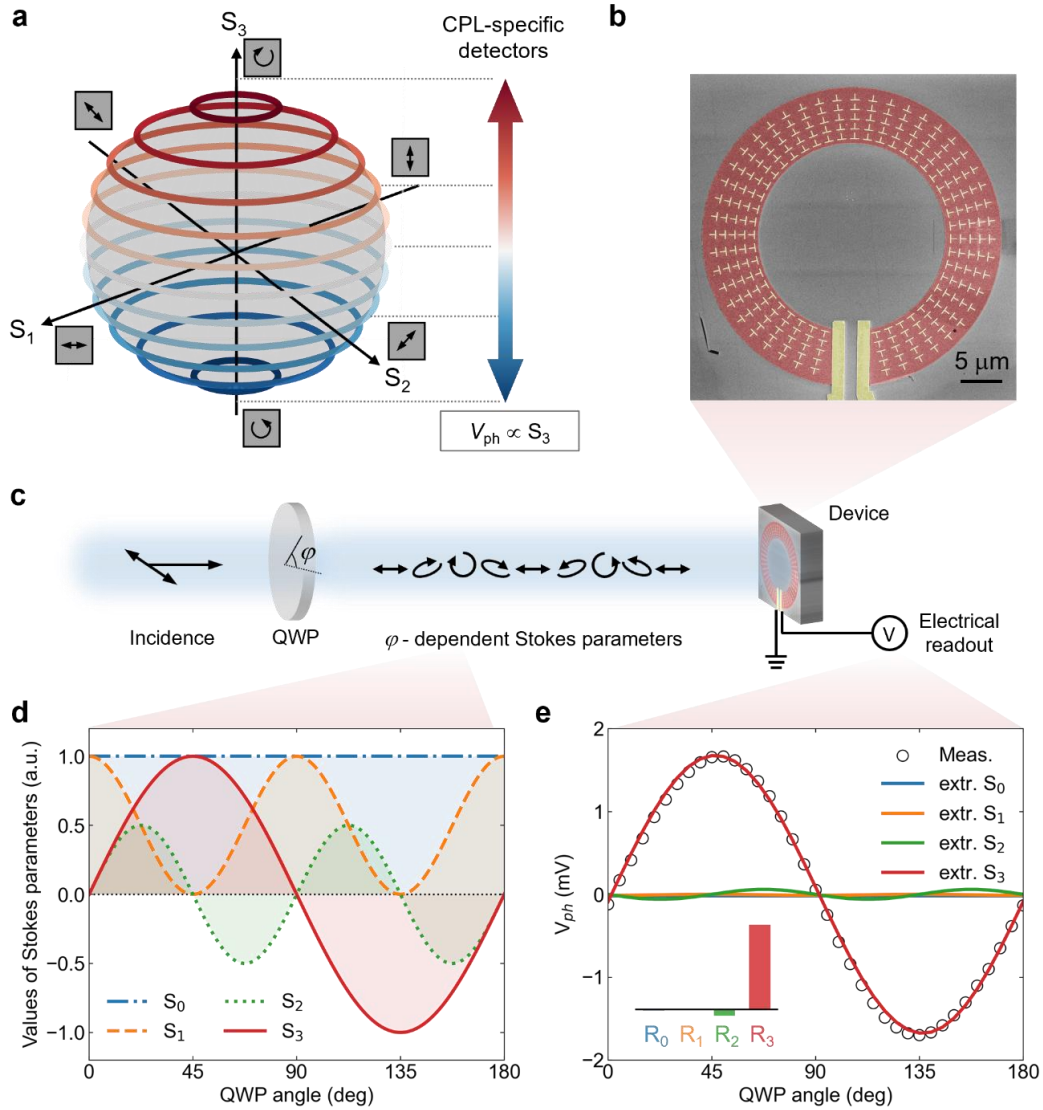 a
S3
CPL-specific
detectors
S1
S2
Vph ∝ S3
b
5 μm
c
φ
Incidence
QWP
φ - dependent Stokes parameters
Device
V
Electrical
readout
d
Values of Stokes parameters (a.u.)
1.0
0.5
0.0
−0.5
−1.0
S0
S1
S2
S3
0
45
90
135
180
QWP angle (deg)
e
Vph (mV)
2
1
0
−1
−2
Meas.
extr. S0
extr. S1
extr. S2
extr. S3
R0 R1 R2 R3
0
45
90
135
180
QWP angle (deg)